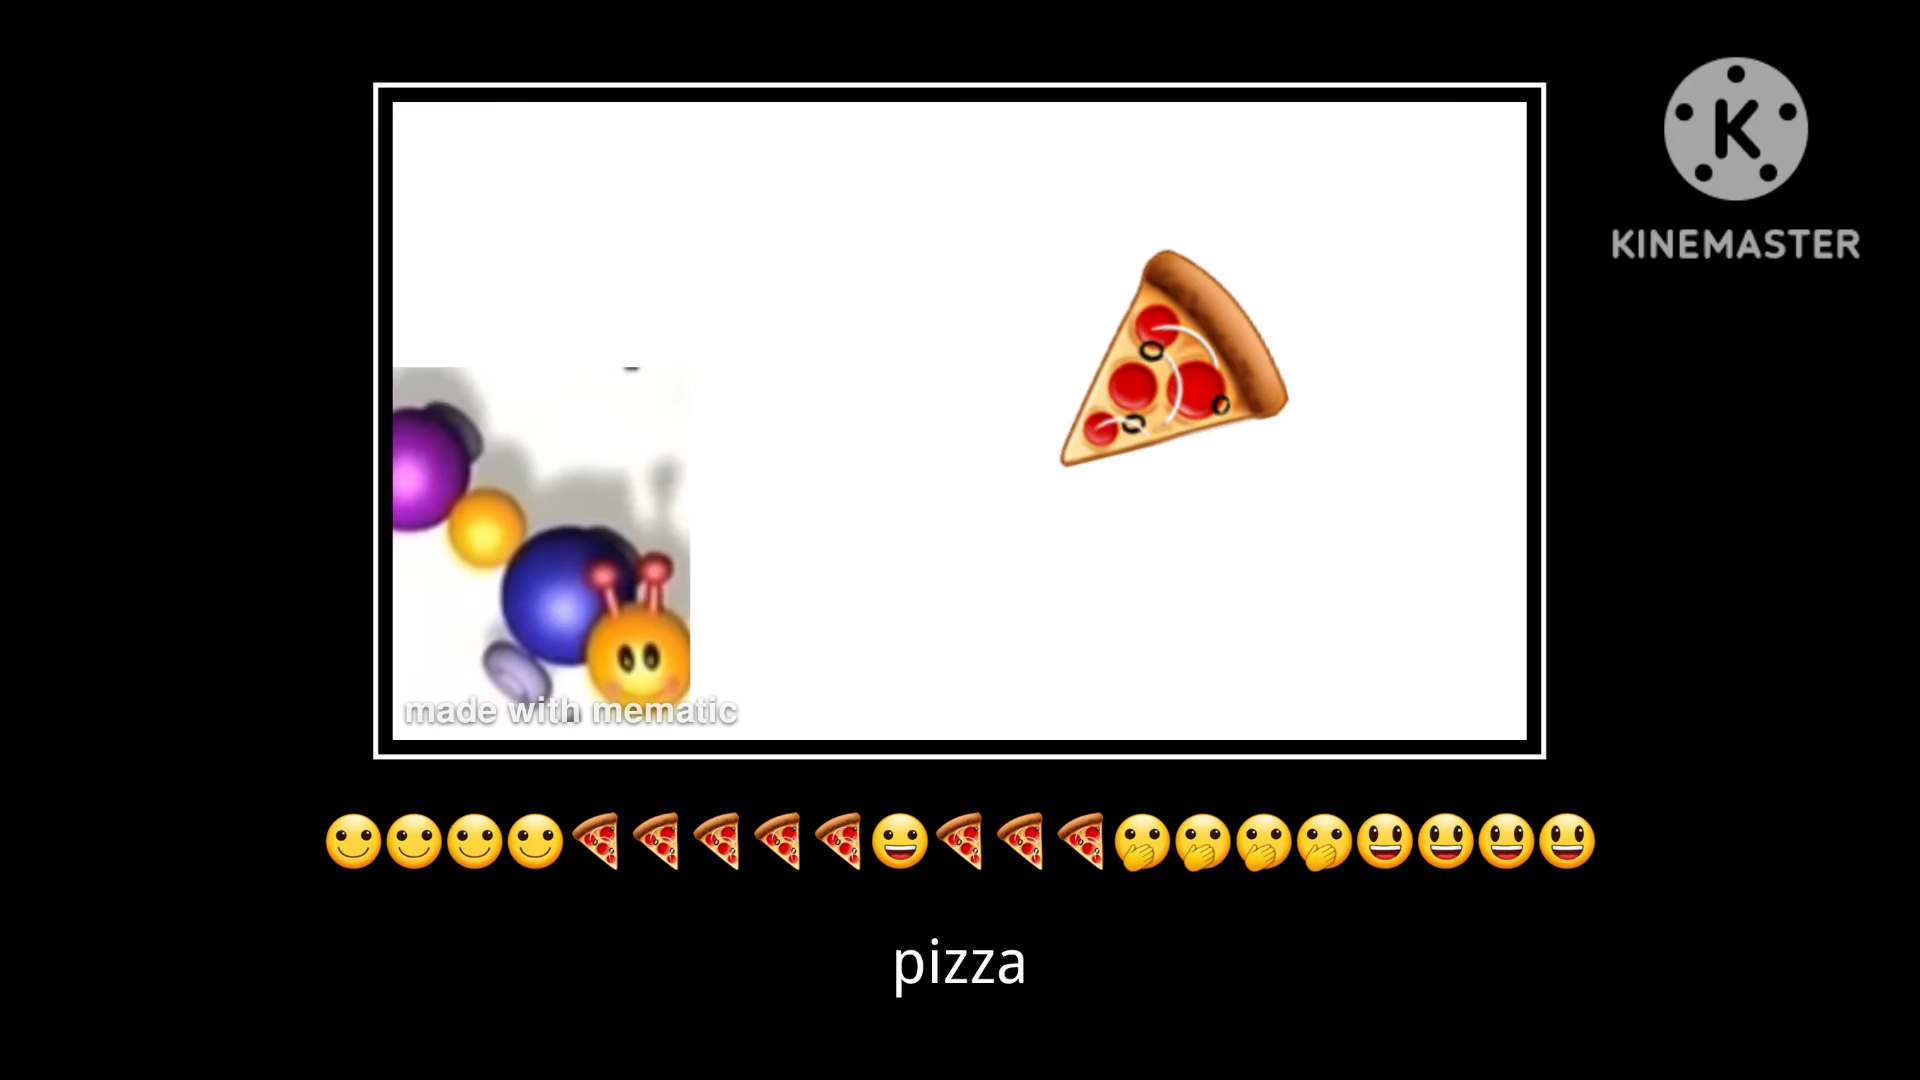 K
KINEMASTER
made with mematic
🙂🙂🙂🙂🍕🍕🍕🍕🍕😀🍕🍕🍕🤭🤭🤭🤭😃😃😃😃
pizza